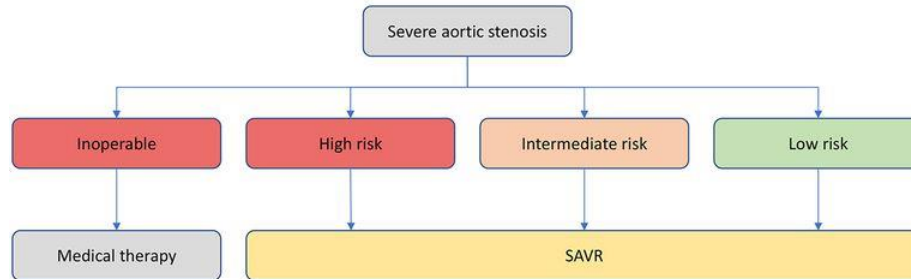 Severe aortic stenosis
Inoperable
High risk
Intermediate risk
Low risk
Medical therapy
SAVR